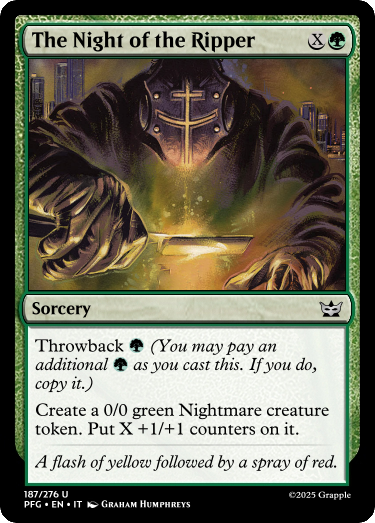 The Night of the Ripper X
Sorcery
Throwback (You may pay an
additional as you cast this. If you do,
copy it.)
Create a 0/0 green Nightmare creature
token. Put X +1/+1 counters on it.
A flash of yellow followed by a spray of red.
187/276 U
PFG • EN • IT Graham Humphreys
©2025 Grapple